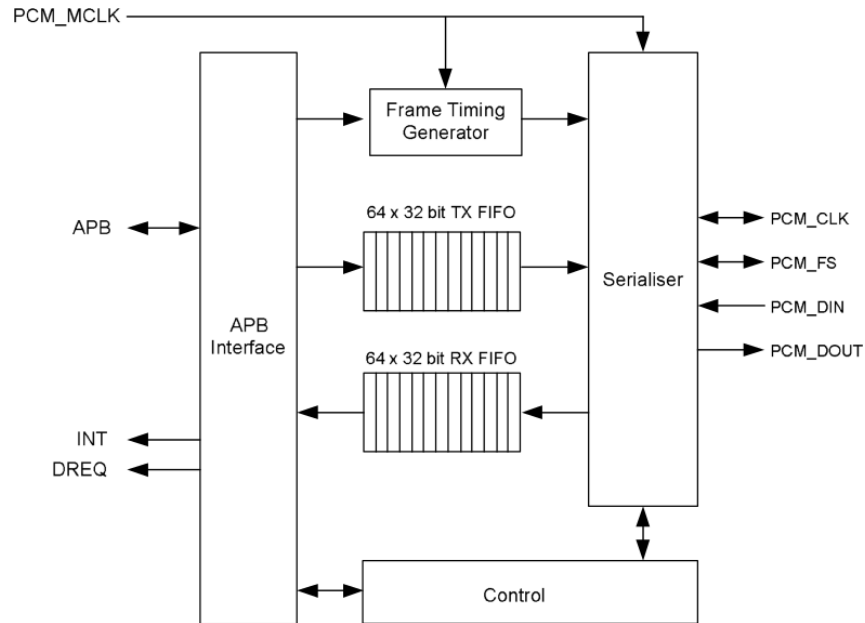 PCM_MCLK
Frame Timing
Generator
64 x 32 bit TX FIFO
APB
PCM_CLK
PCM_FS
Serialiser
PCM_DIN
APB
Interface
PCM_DOUT
64 x 32 bit RX FIFO
INT
DREQ
Control